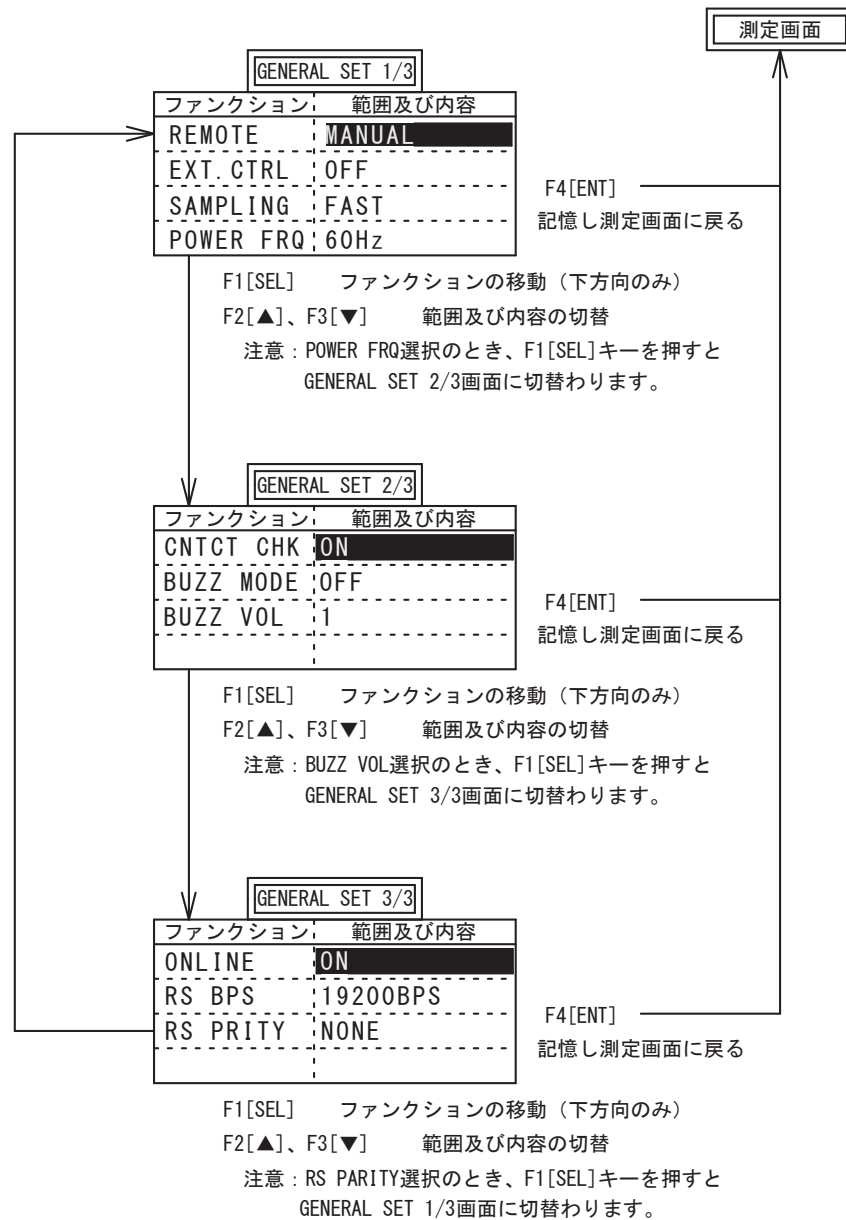 測定画面
GENERAL SET 1/3
ファンクション 範囲及び内容
REMOTE MANUAL
EXT.CTRL OFF
SAMPLING FAST
POWER FRQ 60Hz
F4[ENT]
記憶し測定画面に戻る
F1[SEL] ファンクションの移動（下方向のみ）
F2[▲]、F3[▼] 範囲及び内容の切替
注意：POWER FRQ選択のとき、F1[SEL]キーを押すと
GENERAL SET 2/3画面に切替わります。
GENERAL SET 2/3
ファンクション 範囲及び内容
CNTCT CHK ON
BUZZ MODE OFF
BUZZ VOL 1
F4[ENT]
記憶し測定画面に戻る
F1[SEL] ファンクションの移動（下方向のみ）
F2[▲]、F3[▼] 範囲及び内容の切替
注意：BUZZ VOL選択のとき、F1[SEL]キーを押すと
GENERAL SET 3/3画面に切替わります。
GENERAL SET 3/3
ファンクション 範囲及び内容
ONLINE ON
RS BPS 19200BPS
RS PRITY NONE
F4[ENT]
記憶し測定画面に戻る
F1[SEL] ファンクションの移動（下方向のみ）
F2[▲]、F3[▼] 範囲及び内容の切替
注意：RS PARITY選択のとき、F1[SEL]キーを押すと
GENERAL SET 1/3画面に切替わります。